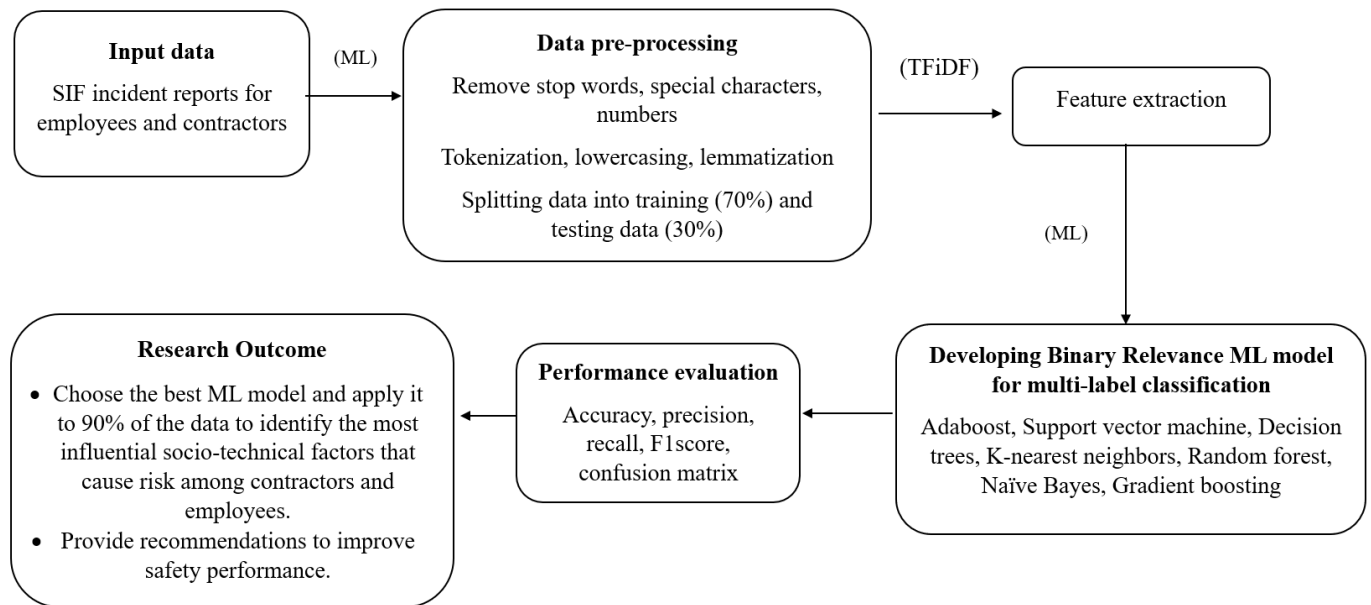 Input data
SIF incident reports for
employees and contractors
(ML)
Data pre-processing
Remove stop words, special characters,
numbers
Tokenization, lowercasing, lemmatization
Splitting data into training (70%) and
testing data (30%)
(TFiDF)
Feature extraction
(ML)
Developing Binary Relevance ML model
for multi-label classification
Adaboost, Support vector machine, Decision
trees, K-nearest neighbors, Random forest,
Naïve Bayes, Gradient boosting
Performance evaluation
Accuracy, precision,
recall, F1score,
confusion matrix
Research Outcome
• Choose the best ML model and apply it
to 90% of the data to identify the most
influential socio-technical factors that
cause risk among contractors and
employees.
• Provide recommendations to improve
safety performance.